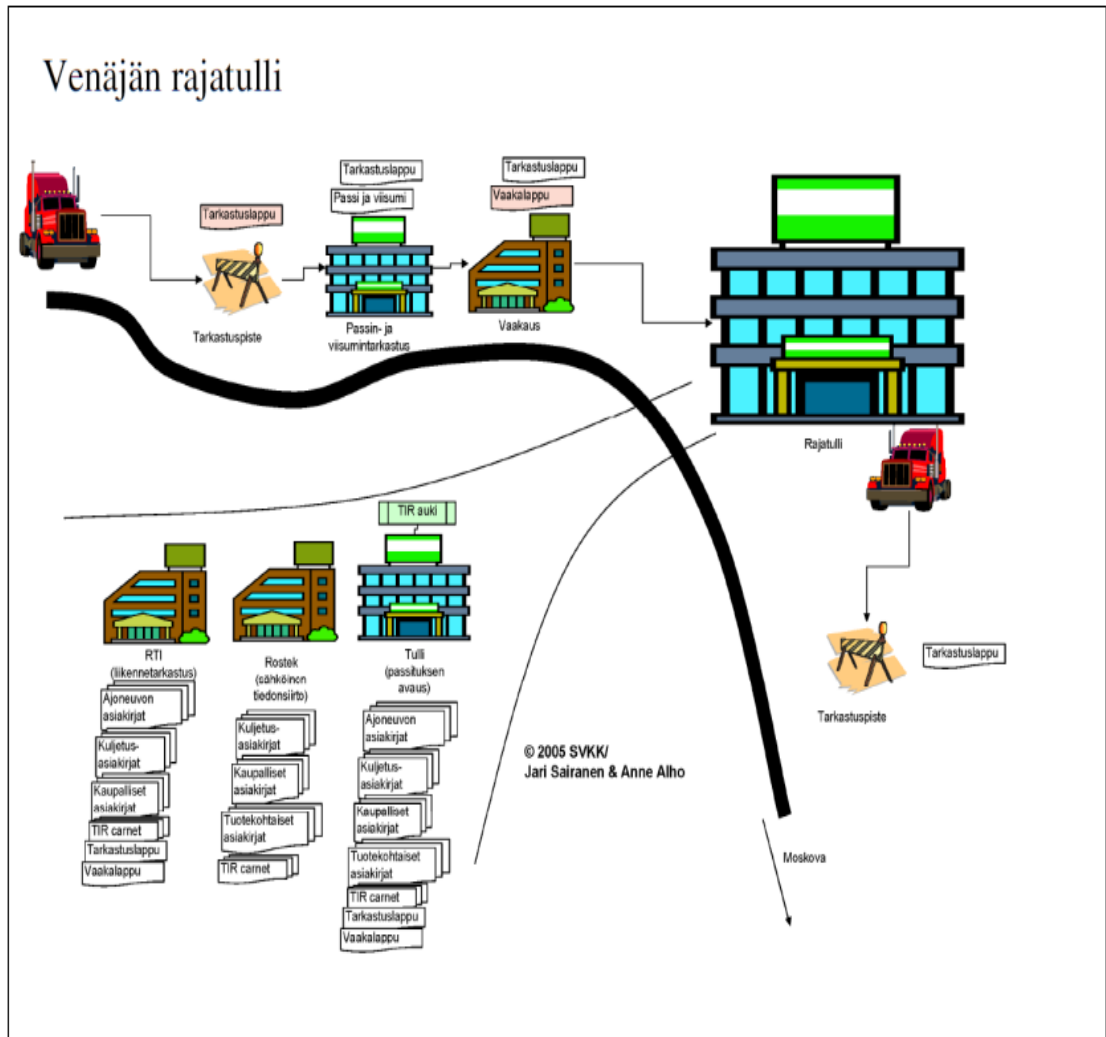 Venäjän rajatulli
Tarkastuslappu
Tarkastuspiste
Tarkastuslappu
Passi ja viisumi
Passin- ja
viisumintarkastus
Tarkastuslappu
Vaakalappu
Vaakaus
Rajatulli
Tarkastuslappu
Tarkastuspiste
RTI
(liikennetarkastus)
Ajoneuvon
asiakirjat
Kuljetus-
asiakirjat
Kaupalliset
asiakirjat
TIR carnet
Tarkastuslappu
Vaakalappu
Rostek
(sähköinen
tiedonsiirto)
Kuljetus-
asiakirjat
Kaupalliset
asiakirjat
Tuotekohtaiset
asiakirjat
TIR carnet
TIR auki
Tulli
(passituksen
avaus)
Ajoneuvon
asiakirjat
Kuljetus-
asiakirjat
Kaupalliset
asiakirjat
Tuotekohtaiset
asiakirjat
TIR carnet
Tarkastuslappu
Vaakalappu
© 2005 SVKK/
Jari Sairanen & Anne Alho
Moskova